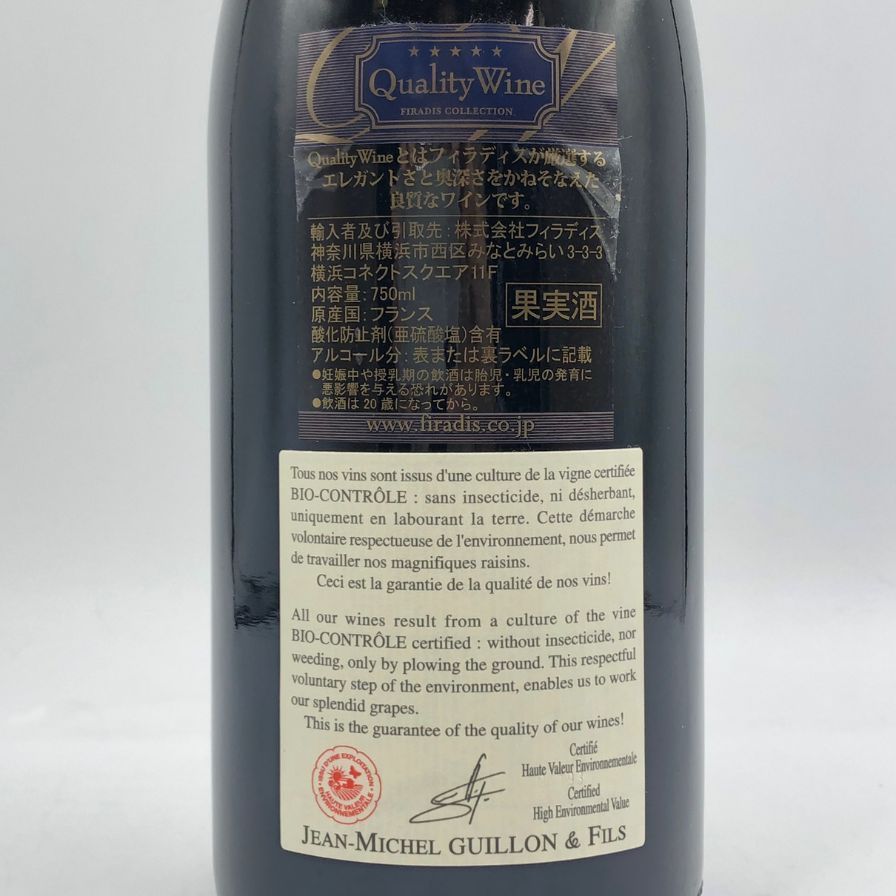 ★★★★★
QualityWine
FIRADIS COLLECTION.
QualityWineとはフィラディスが厳選する
エレガントさと奥深さをかねそなえた
良質なワインです。
輸入者及び引取先：株式会社フィラディス
神奈川県横浜市西区みなとみらい3-3-3
横浜コネクトスクエア11F
内容量：750ml
原産国：フランス
果実酒
酸化防止剤(亜硫酸塩)含有
アルコール分：表または裏ラベルに記載
●妊娠中や授乳期の飲酒は胎児・乳児の発育に
悪影響を与える恐れがあります。
●飲酒は20歳になってから。
www.firadis.co.jp
Tous nos vins sont issus d'une culture de la vigne certifiée
BIO-CONTRÔLE : sans insecticide, ni désherbant,
uniquement en labourant la terre. Cette démarche
volontaire respectueuse de l'environnement, nous permet
de travailler nos magnifiques raisins.
Ceci est la garantie de la qualité de nos vins!
All our wines result from a culture of the vine
BIO-CONTRÔLE certified : without insecticide, nor
weeding, only by plowing the ground. This respectful
voluntary step of the environment, enables us to work
our splendid grapes.
This is the guarantee of the quality of our wines!
ISSU D'UNE EXPLOITATION
HAUTE VALEUR
ENVIRONNEMENTALE
Certifié
Haute Valeur Environnementale
Certified
High Environmental Value
JEAN-MICHEL GUILLON & FILS